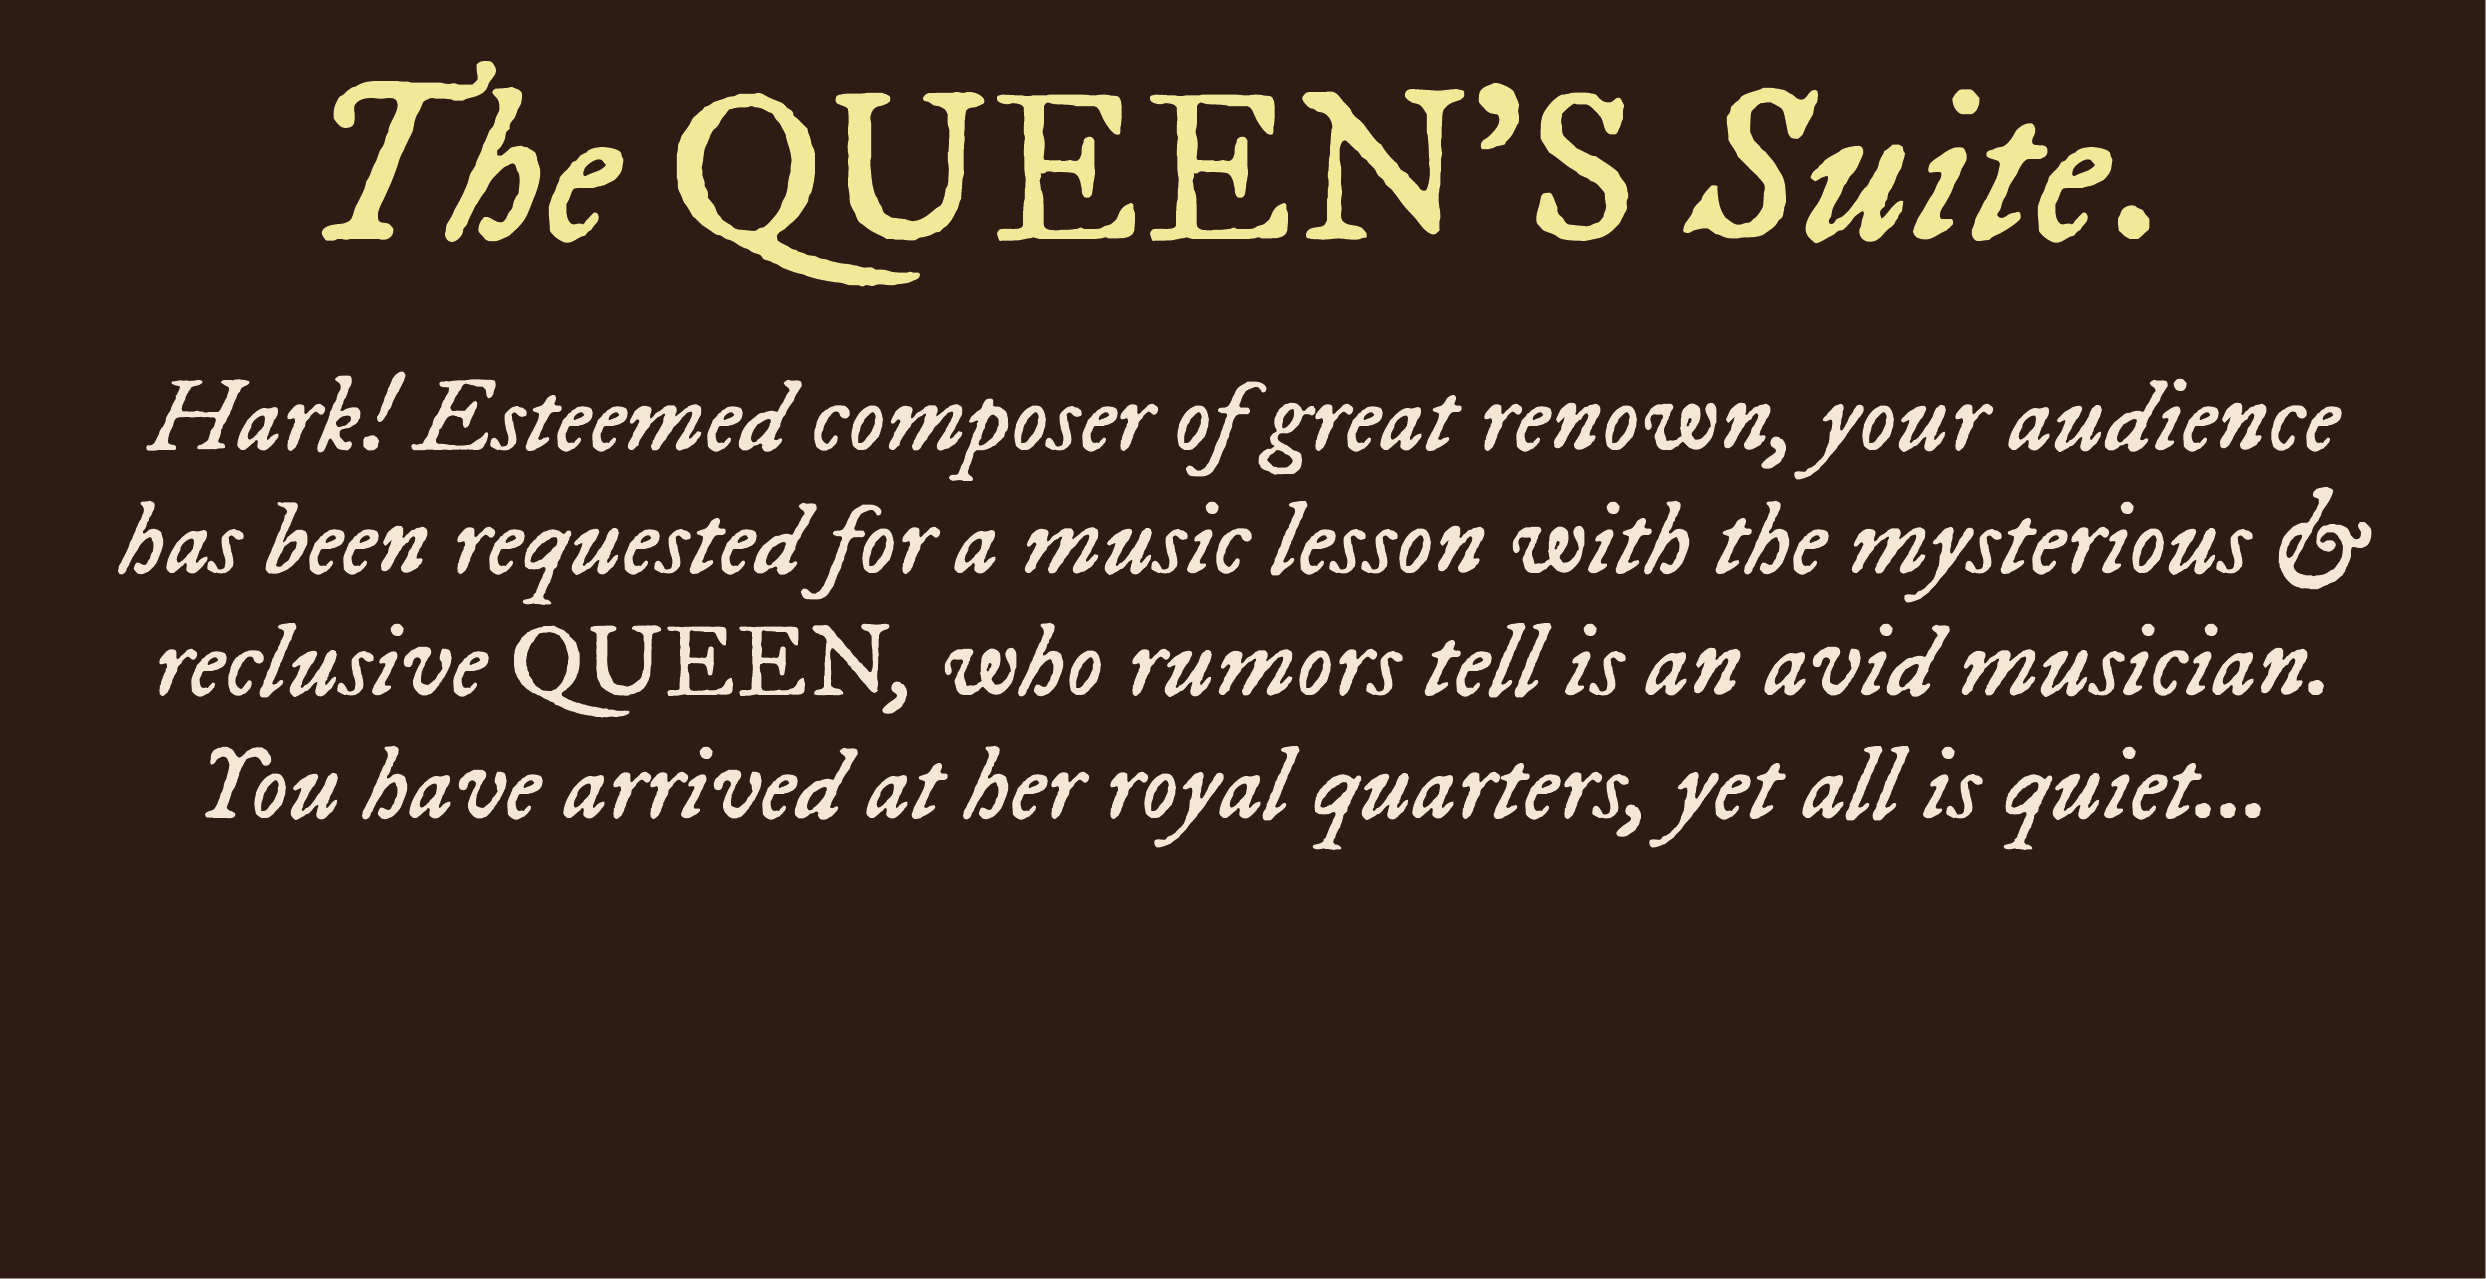 The QUEEN’S Suite.
Hark! Esteemed composer of great renown, your audience
has been requested for a music lesson with the mysterious &
reclusive QUEEN, who rumors tell is an avid musician.
You have arrived at her royal quarters, yet all is quiet...